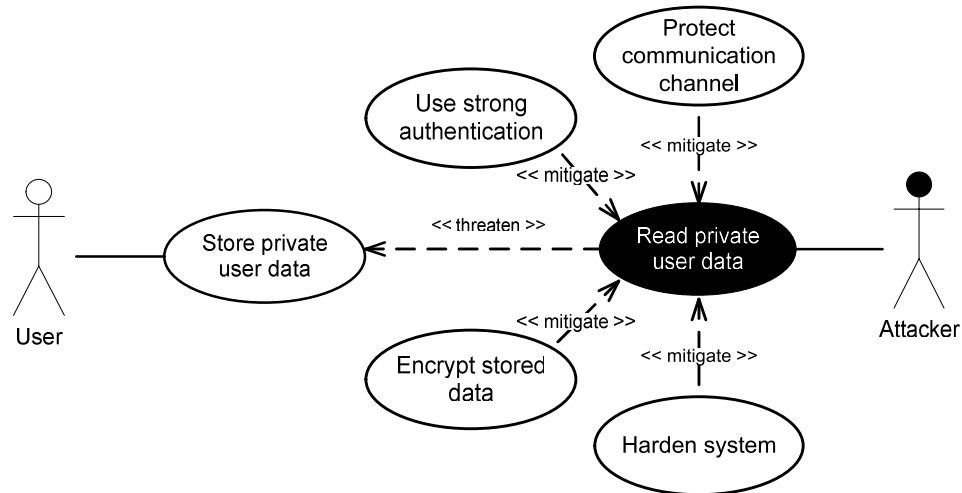 Protect
communication
channel
Use strong
authentication
<< mitigate >>
<< mitigate >>
<< threaten >>
Store private
user data
Read private
user data
User
Attacker
<< mitigate >>
<< mitigate >>
Encrypt stored
data
Harden system